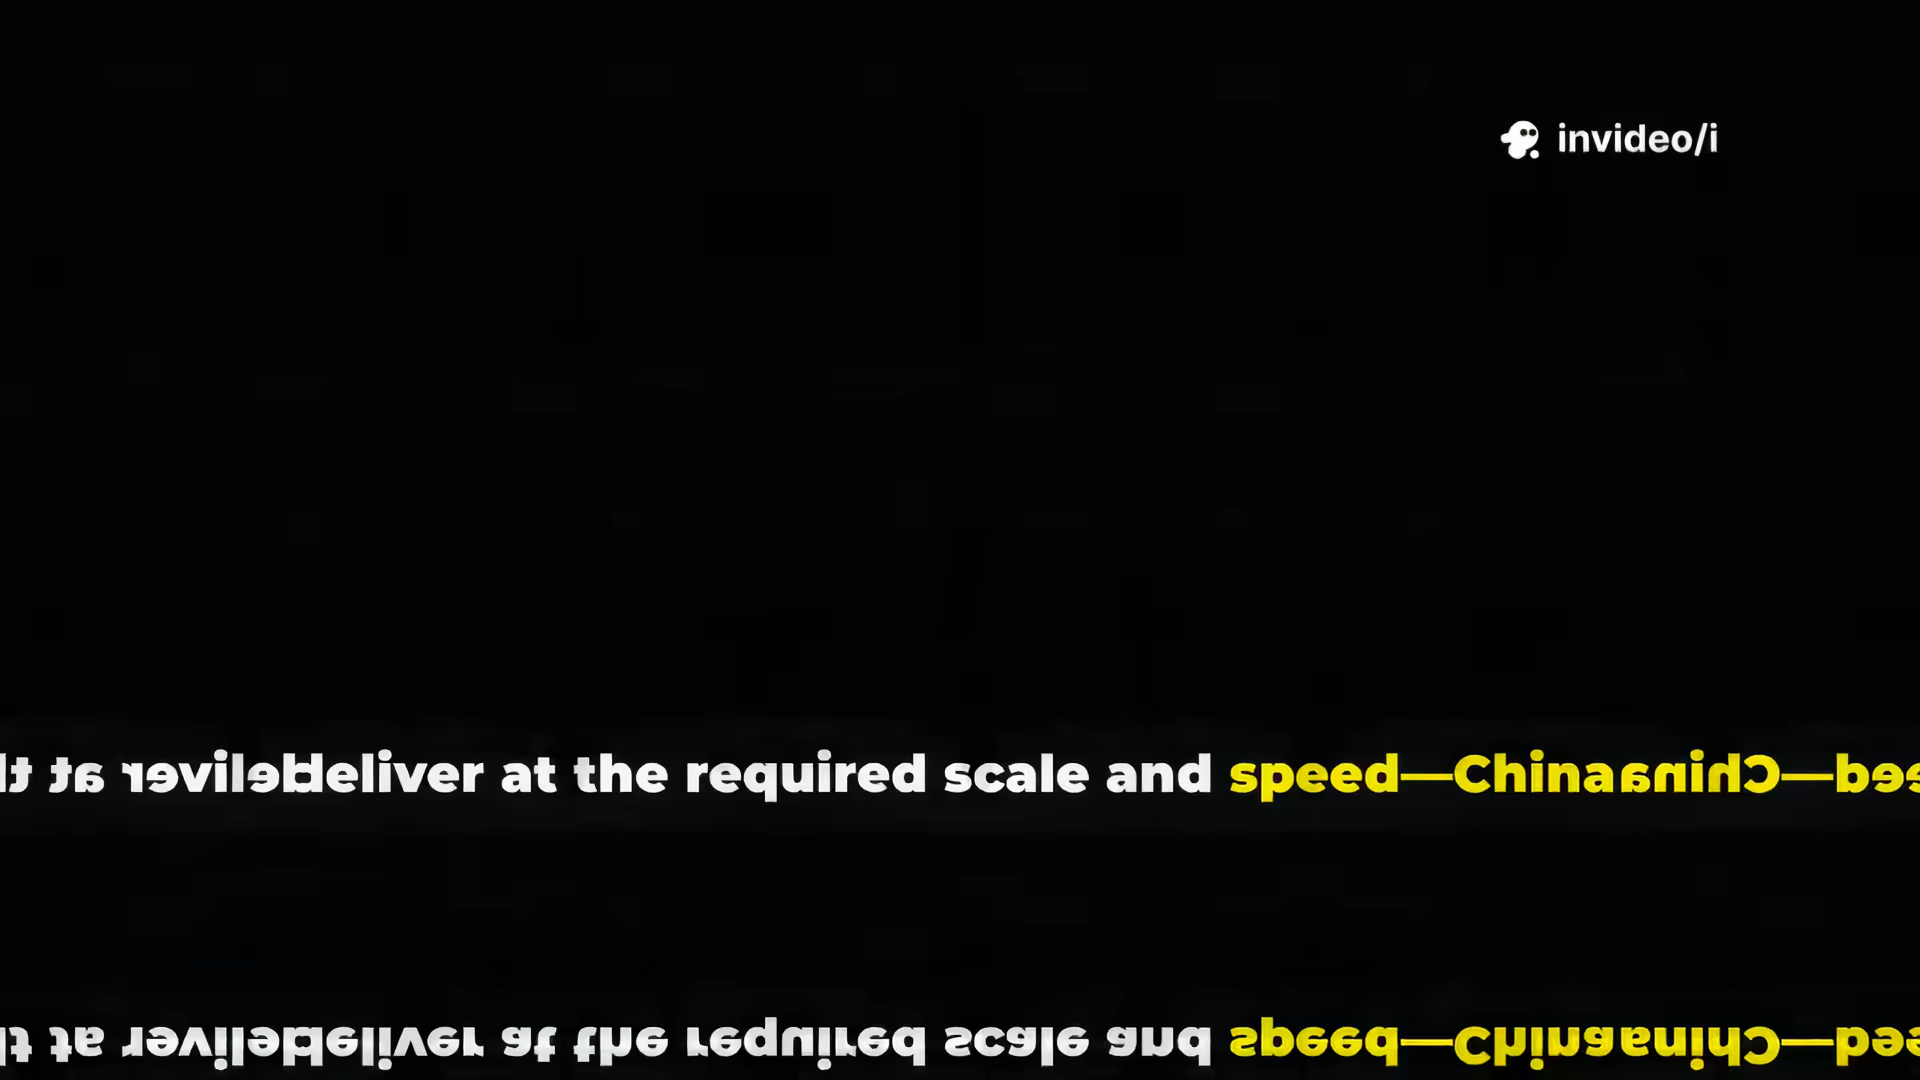 invideo/i
deliver at the required scale and speed—China